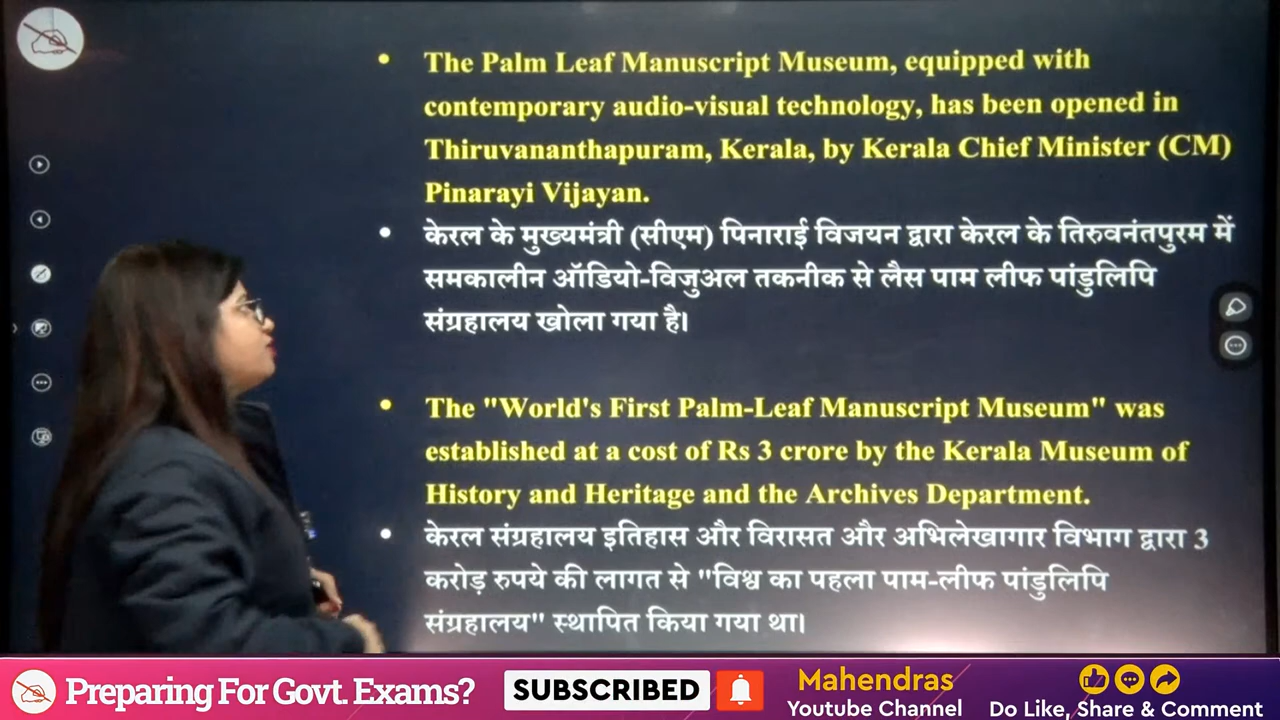 The Palm Leaf Manuscript Museum, equipped with
contemporary audio-visual technology, has been opened in
Thiruvananthapuram, Kerala, by Kerala Chief Minister (CM)
Pinarayi Vijayan.
केरल के मुख्यमंत्री (सीएम) पिनाराई विजयन द्वारा केरल के तिरुवनंतपुरम में
समकालीन ऑडियो-विजुअल तकनीक से लैस पाम लीफ पांडुलिपि
संग्रहालय खोला गया है।
The "World's First Palm-Leaf Manuscript Museum" was
established at a cost of Rs 3 crore by the Kerala Museum of
History and Heritage and the Archives Department.
केरल संग्रहालय इतिहास और विरासत और अभिलेखागार विभाग द्वारा 3
करोड़ रुपये की लागत से "विश्व का पहला पाम-लीफ पांडुलिपि
संग्रहालय" स्थापित किया गया था।
Preparing For Govt. Exams?
SUBSCRIBED
Mahendras
Youtube Channel
Do Like, Share & Comment